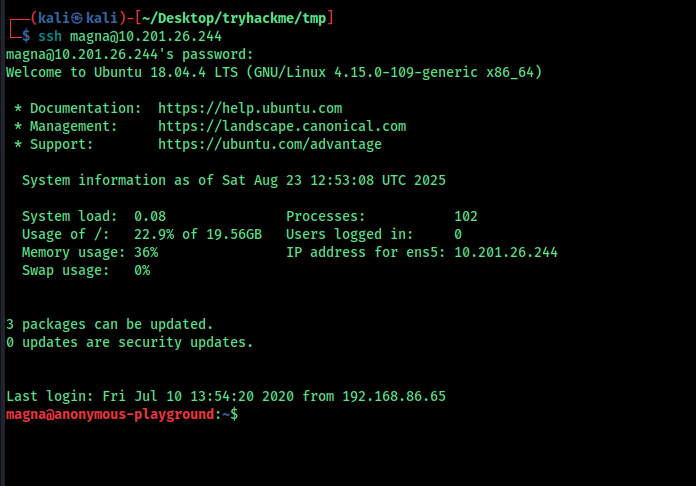 ┌──(kali㉿kali)-[~/Desktop/tryhackme/tmp]
└─$ ssh magna@10.201.26.244
magna@10.201.26.244's password:
Welcome to Ubuntu 18.04.4 LTS (GNU/Linux 4.15.0-109-generic x86_64)

 * Documentation:  https://help.ubuntu.com
 * Management:     https://landscape.canonical.com
 * Support:        https://ubuntu.com/advantage

  System information as of Sat Aug 23 12:53:08 UTC 2025

  System load:  0.08               Processes:           102
  Usage of /:   22.9% of 19.56GB   Users logged in:     0
  Memory usage: 36%                IP address for ens5: 10.201.26.244
  Swap usage:   0%


3 packages can be updated.
0 updates are security updates.


Last login: Fri Jul 10 13:54:20 2020 from 192.168.86.65
magna@anonymous-playground:~$